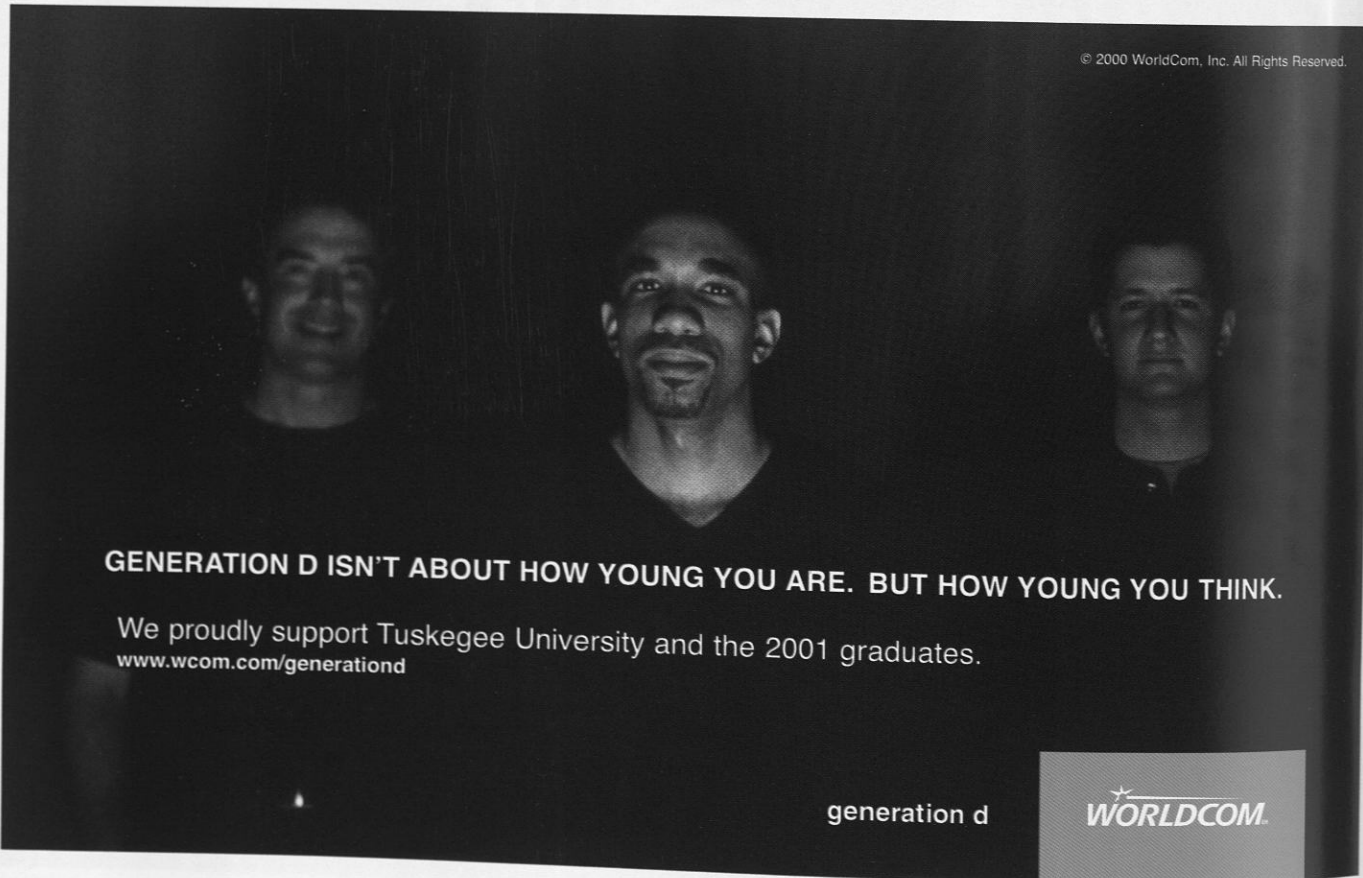 © 2000 WorldCom, Inc. All Rights Reserved.
GENERATION D ISN'T ABOUT HOW YOUNG YOU ARE. BUT HOW YOUNG YOU THINK.
We proudly support Tuskegee University and the 2001 graduates.
www.wcom.com/generationd
generation d
WORLDCOM